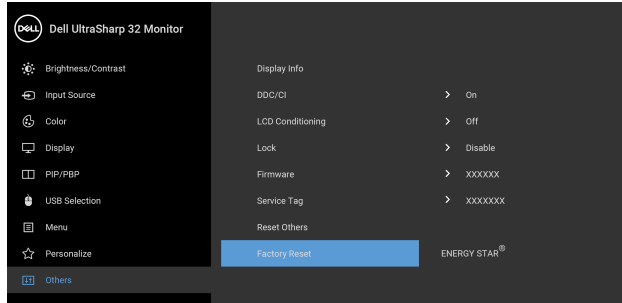 DELL Dell UltraSharp 32 Monitor
Brightness/Contrast
Display Info
Input Source
DDC/CI
On
Color
LCD Conditioning
Off
Display
Lock
Disable
PIP/PBP
Firmware
XXXXXX
USB Selection
Service Tag
XXXXXXX
Menu
Reset Others
Personalize
Factory Reset
ENERGY STAR®
Others